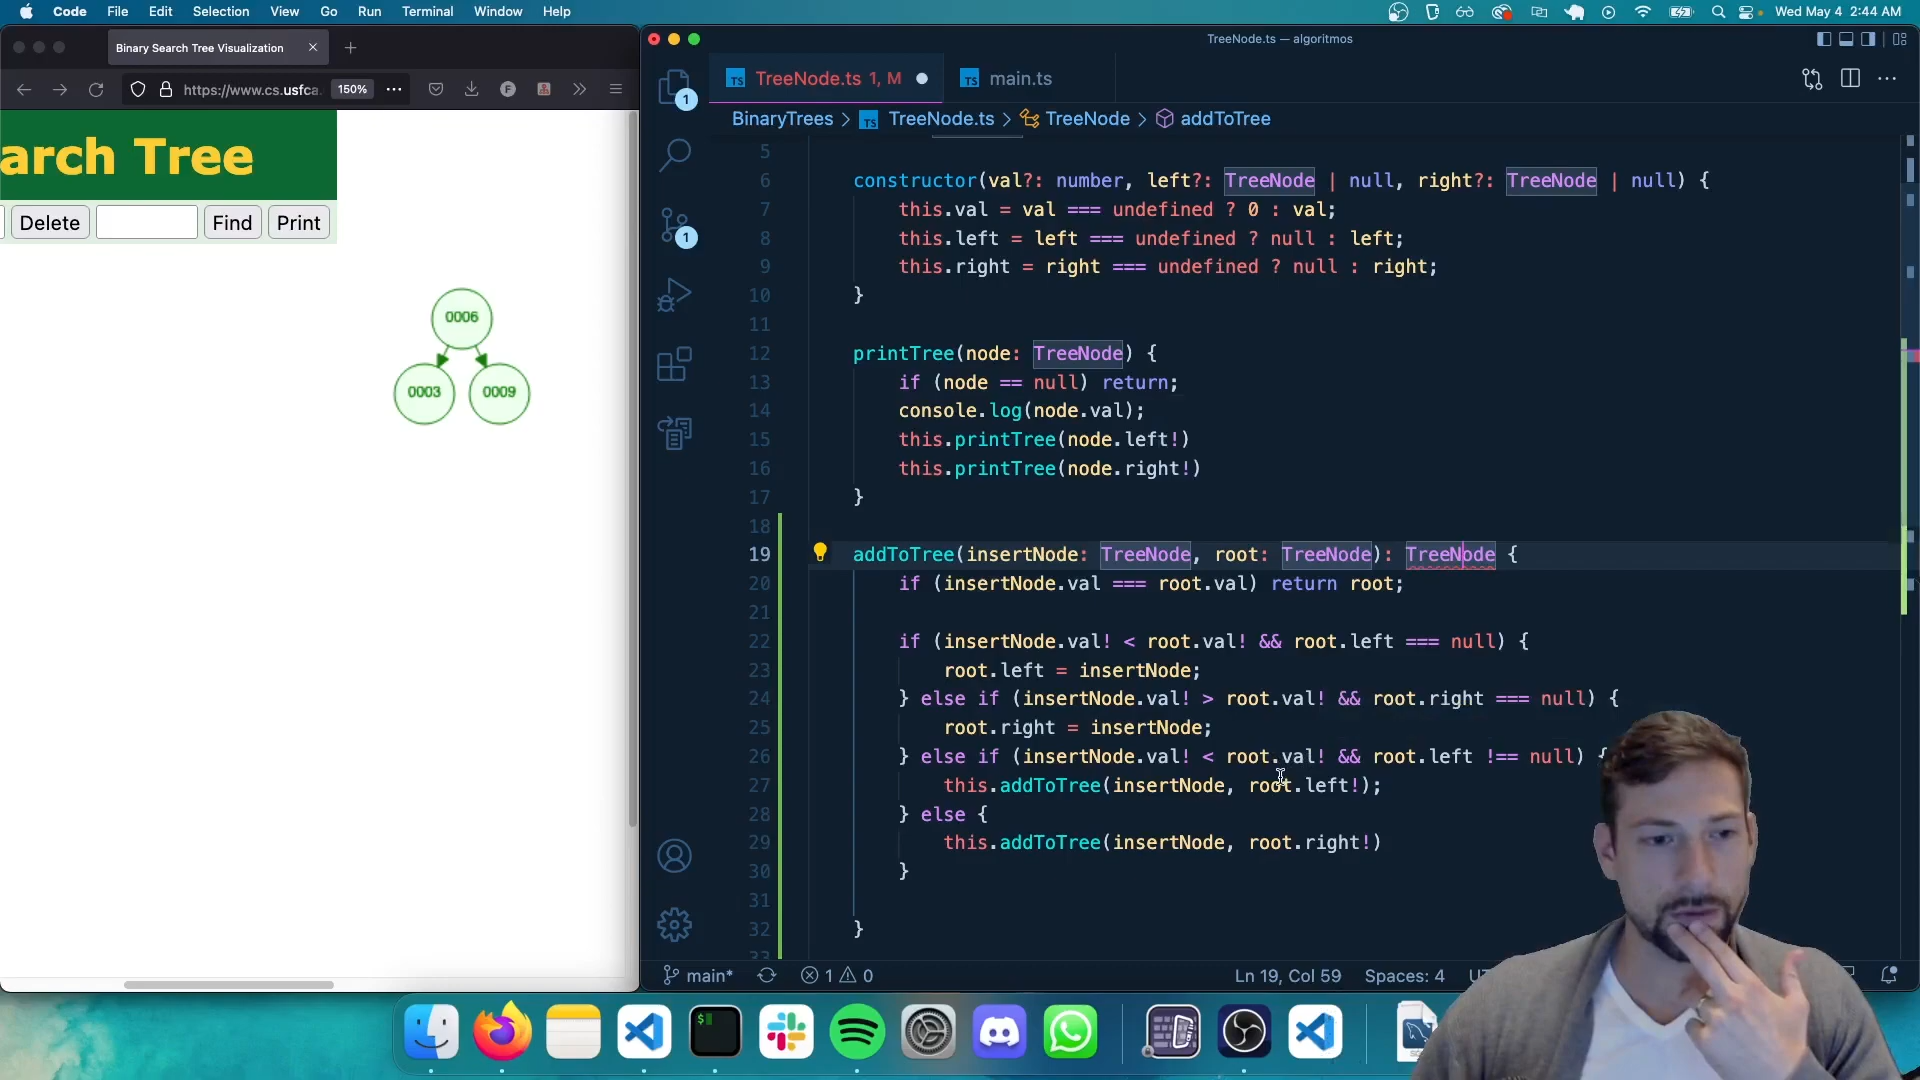 Code File Edit Selection View Go Run Terminal Window Help
Wed May 4 2:44 AM
Binary Search Tree Visualization
https://www.cs.usfca. 150%
arch Tree
Delete Find Print
0006
0003 0009
TreeNode.ts — algoritmos
TS TreeNode.ts 1, M
TS main.ts
BinaryTrees > TS TreeNode.ts > TreeNode > addToTree
1
1
5
6 constructor(val?: number, left?: TreeNode | null, right?: TreeNode | null) {
7 this.val = val === undefined ? 0 : val;
8 this.left = left === undefined ? null : left;
9 this.right = right === undefined ? null : right;
10 }
11
12 printTree(node: TreeNode) {
13 if (node == null) return;
14 console.log(node.val);
15 this.printTree(node.left!)
16 this.printTree(node.right!)
17 }
18
19 addToTree(insertNode: TreeNode, root: TreeNode): TreeNode {
20 if (insertNode.val === root.val) return root;
21
22 if (insertNode.val! < root.val! && root.left === null) {
23 root.left = insertNode;
24 } else if (insertNode.val! > root.val! && root.right === null) {
25 root.right = insertNode;
26 } else if (insertNode.val! < root.val! && root.left !== null) {
27 this.addToTree(insertNode, root.left!);
28 } else {
29 this.addToTree(insertNode, root.right!)
30 }
31
32 }
33
main* 1 0 Ln 19, Col 59 Spaces: 4